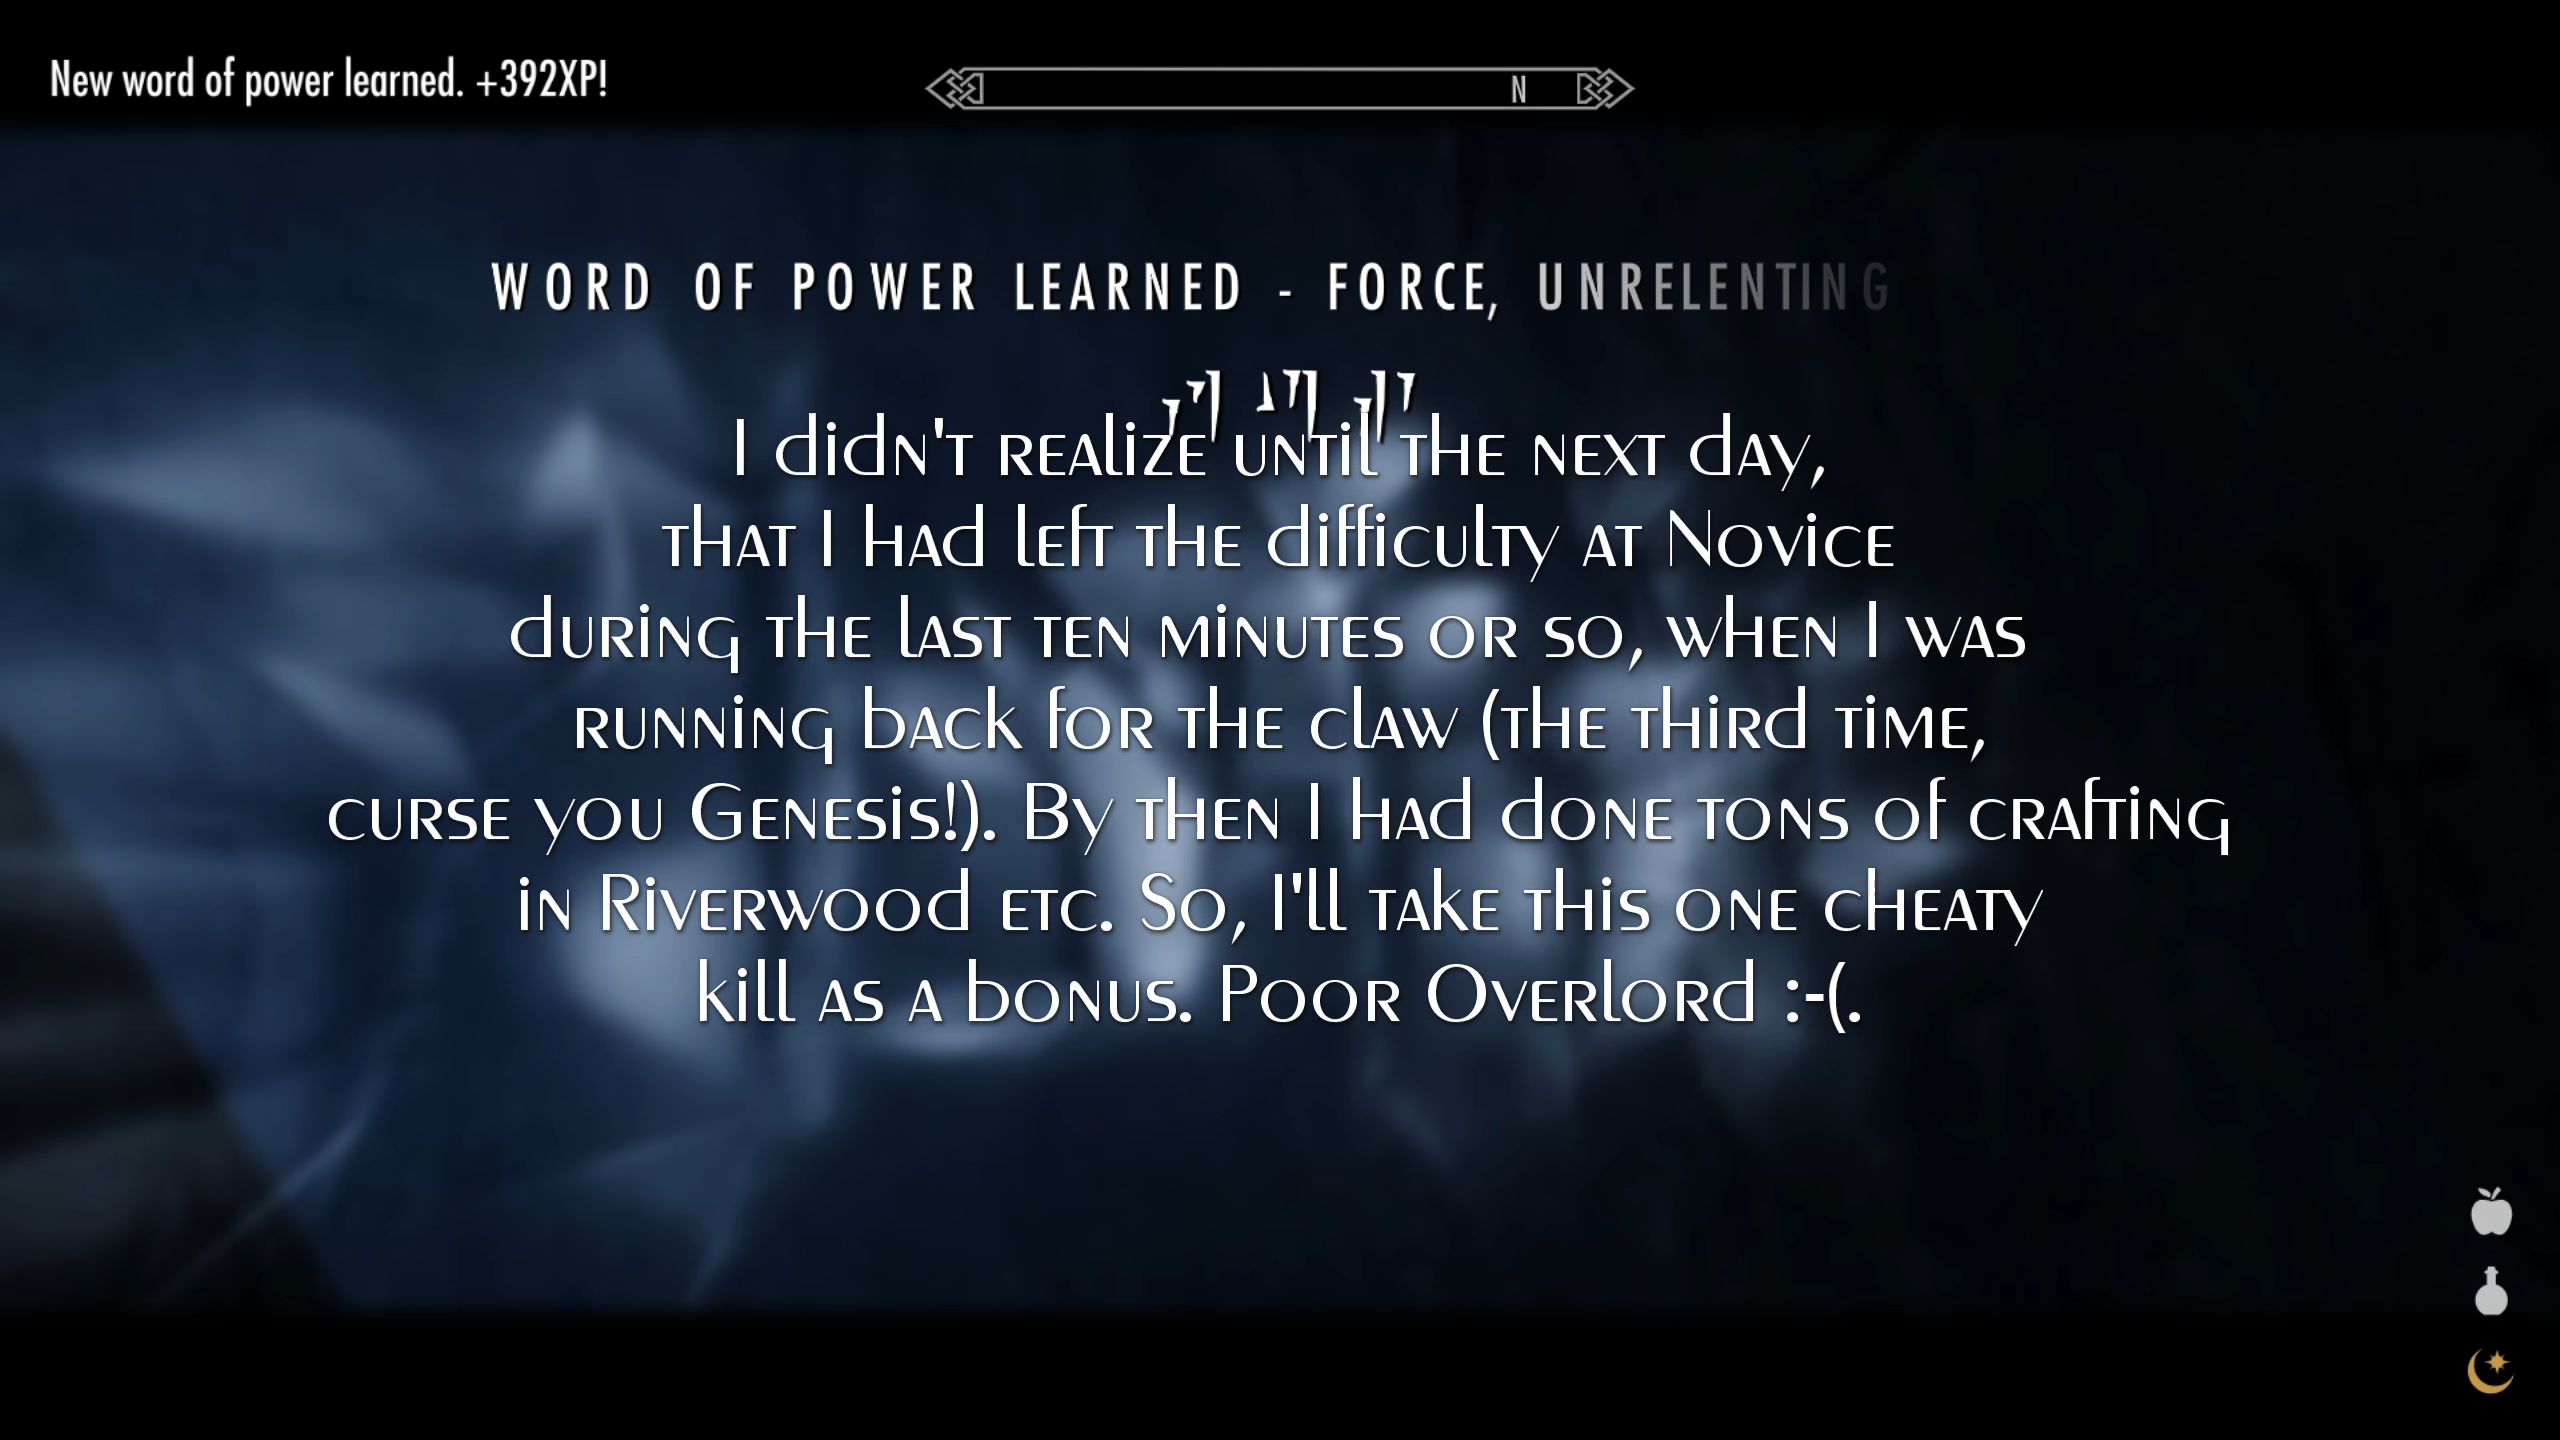 New word of power learned. +392XP!
N
WORD OF POWER LEARNED - FORCE, UNRELENTING
I didn't realize until the next day,
that I had left the difficulty at Novice
during the last ten minutes or so, when I was
running back for the claw (the third time,
curse you Genesis!). By then I had done tons of crafting
in Riverwood etc. So, I'll take this one cheaty
kill as a bonus. Poor Overlord :-(.